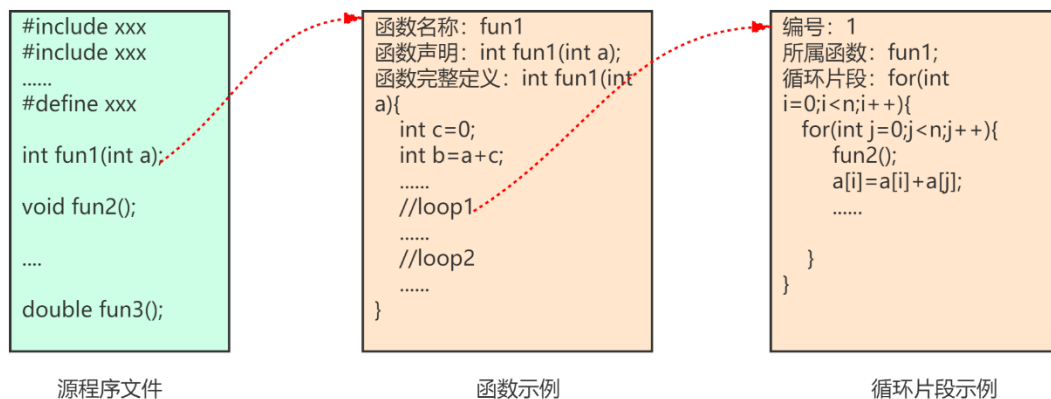 #include xxx
#include xxx
......
#define xxx
int fun1(int a);
void fun2();
....
double fun3();
源程序文件
函数名称：fun1
函数声明：int fun1(int a);
函数完整定义：int fun1(int
a){
int c=0;
int b=a+c;
......
//loop1
......
//loop2
......
}
函数示例
编号：1
所属函数：fun1;
循环片段：for(int
i=0;i<n;i++){
for(int j=0;j<n;j++){
fun2();
a[i]=a[i]+a[j];
......
}
}
循环片段示例